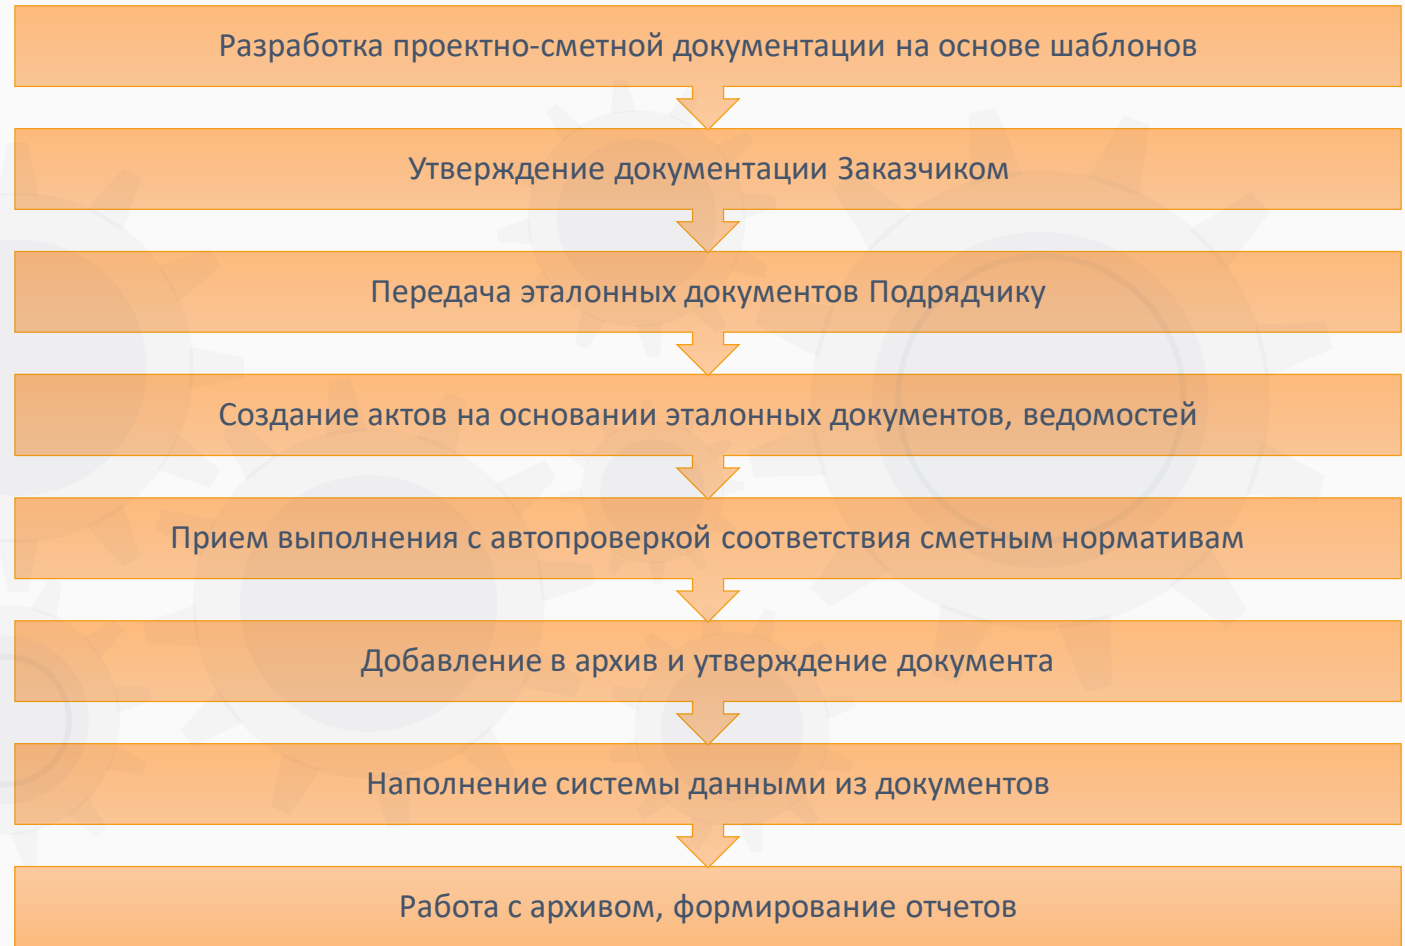 Разработка проектно-сметной документации на основе шаблонов
Утверждение документации Заказчиком
Передача эталонных документов Подрядчику
Создание актов на основании эталонных документов, ведомостей
Прием выполнения с автопроверкой соответствия сметным нормативам
Добавление в архив и утверждение документа
Наполнение системы данными из документов
Работа с архивом, формирование отчетов